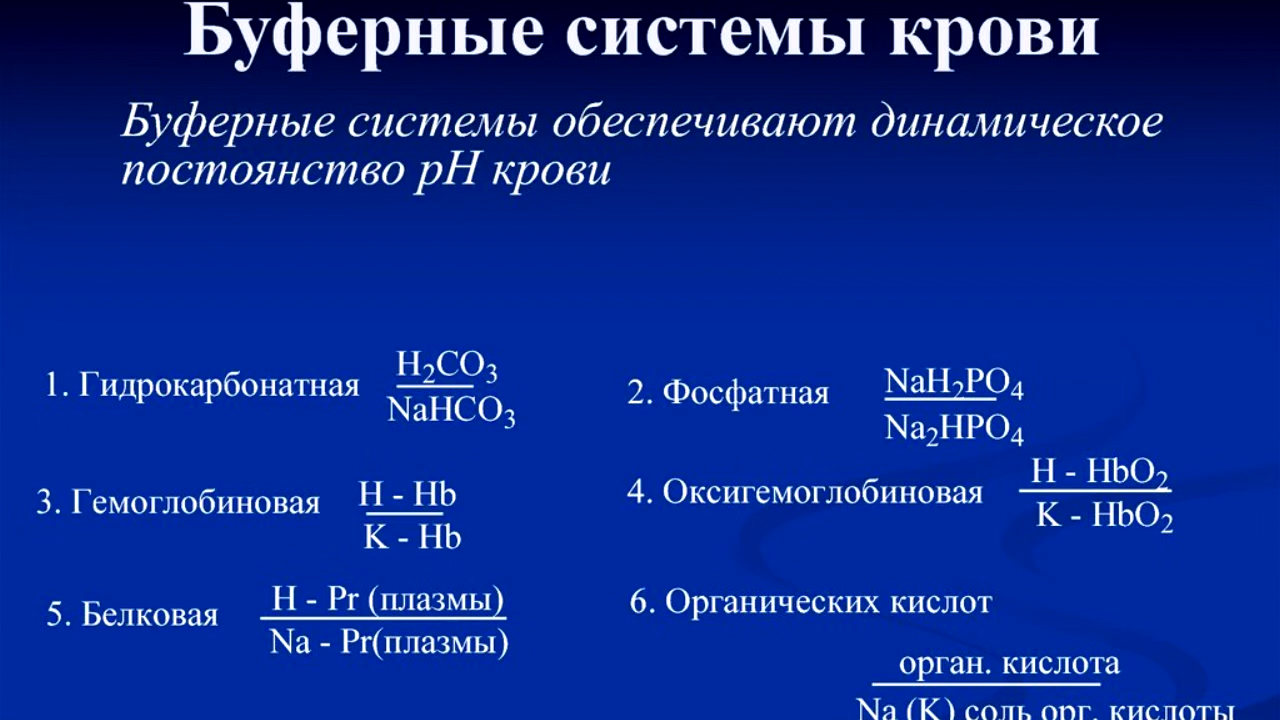 Буферные системы крови
Буферные системы обеспечивают динамическое
постоянство pH крови
1. Гидрокарбонатная
H₂CO₃
NaHCO₃
2. Фосфатная
NaH₂PO₄
Na₂HPO₄
3. Гемоглобиновая
H - Hb
K - Hb
4. Оксигемоглобиновая
H - HbO₂
K - HbO₂
5. Белковая
H - Pr (плазмы)
Na - Pr(плазмы)
6. Органических кислот
орган. кислота
Na (K) соль орг. кислоты